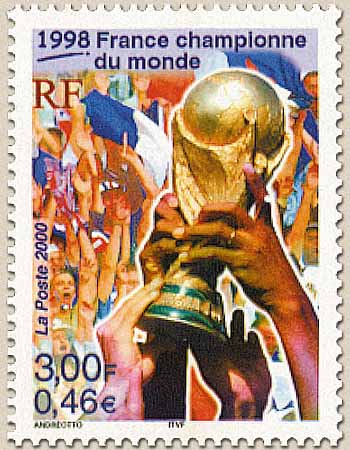 1998 France championne
du monde
RF
La Poste 2000
3,00F
0,46€
ANDREOTTO
ITVF